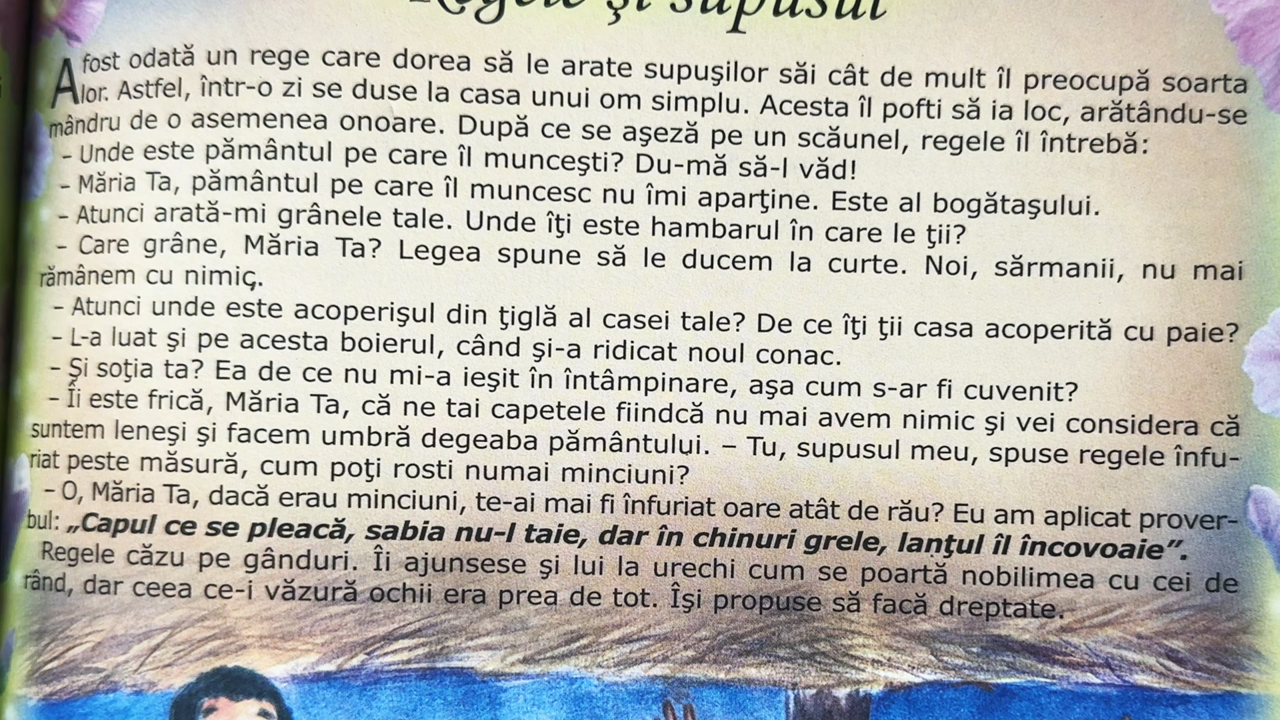 Regele şi supusul
A fost odată un rege care dorea să le arate supuşilor săi cât de mult îl preocupă soarta
lor. Astfel, într-o zi se duse la casa unui om simplu. Acesta îl pofti să ia loc, arătându-se
mândru de o asemenea onoare. După ce se aşeză pe un scăunel, regele îl întrebă:
- Unde este pământul pe care îl munceşti? Du-mă să-l văd!
- Măria Ta, pământul pe care îl muncesc nu îmi aparţine. Este al bogătaşului.
- Atunci arată-mi grânele tale. Unde îţi este hambarul în care le ţii?
- Care grâne, Măria Ta? Legea spune să le ducem la curte. Noi, sărmanii, nu mai
rămânem cu nimic.
- Atunci unde este acoperişul din ţiglă al casei tale? De ce îţi ţii casa acoperită cu paie?
- L-a luat şi pe acesta boierul, când şi-a ridicat noul conac.
- Şi soţia ta? Ea de ce nu mi-a ieşit în întâmpinare, aşa cum s-ar fi cuvenit?
- Îi este frică, Măria Ta, că ne tai capetele fiindcă nu mai avem nimic şi vei considera că
suntem leneşi şi facem umbră degeaba pământului. – Tu, supusul meu, spuse regele înfu-
riat peste măsură, cum poţi rosti numai minciuni?
- O, Măria Ta, dacă erau minciuni, te-ai mai fi înfuriat oare atât de rău? Eu am aplicat prover-
bul: „Capul ce se pleacă, sabia nu-l taie, dar în chinuri grele, lanţul îl încovoaie”.
Regele căzu pe gânduri. Îi ajunsese şi lui la urechi cum se poartă nobilimea cu cei de
rând, dar ceea ce-i văzură ochii era prea de tot. Îşi propuse să facă dreptate.